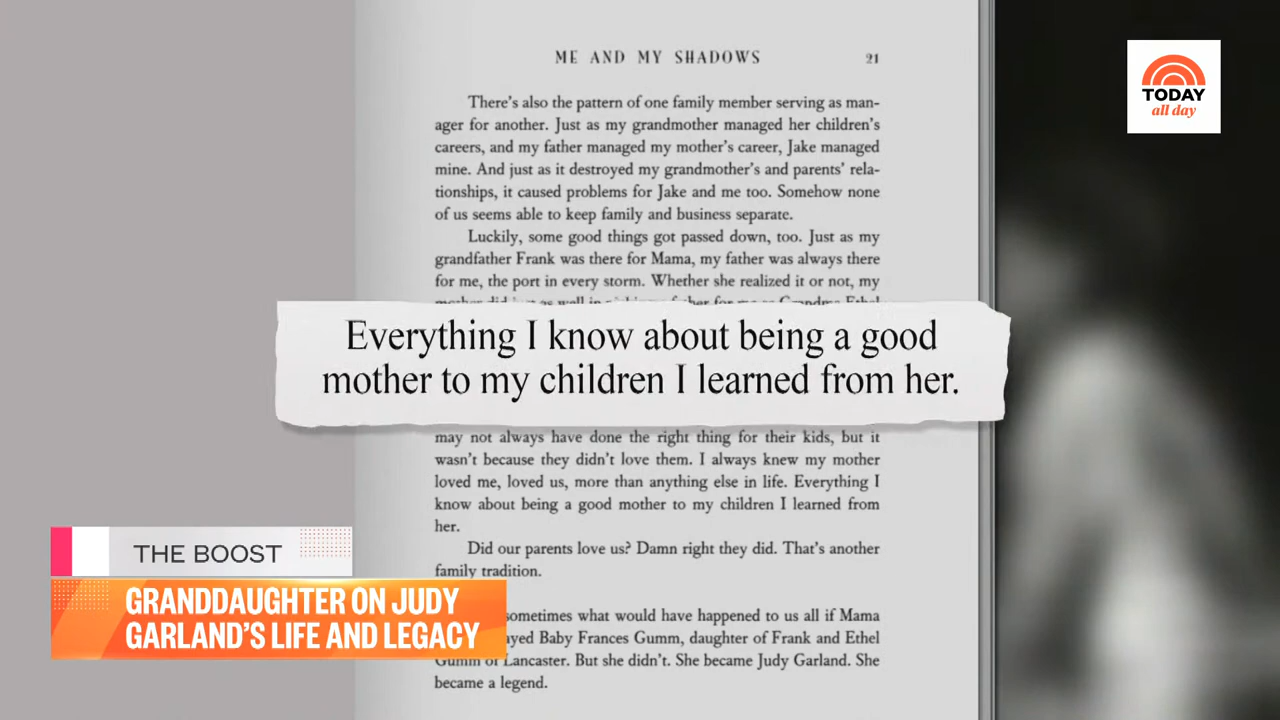 ME AND MY SHADOWS 21
There's also the pattern of one family member serving as man-
ager for another. Just as my grandmother managed her children's
careers, and my father managed my mother's career, Jake managed
mine. And just as it destroyed my grandmother's and parents' rela-
tionships, it caused problems for Jake and me too. Somehow none
of us seems able to keep family and business separate.
Luckily, some good things got passed down, too. Just as my
grandfather Frank was there for Mama, my father was always there
for me, the port in every storm. Whether she realized it or not, my
Everything I know about being a good
mother to my children I learned from her.
may not always have done the right thing for their kids, but it
wasn't because they didn't love them. I always knew my mother
loved me, loved us, more than anything else in life. Everything I
know about being a good mother to my children I learned from
her.
Did our parents love us? Damn right they did. That's another
family tradition.
sometimes what would have happened to us all if Mama
Baby Frances Gumm, daughter of Frank and Ethel
Gumm of Lancaster. But she didn't. She became Judy Garland. She
became a legend.
TODAY
all day
THE BOOST
GRANDDAUGHTER ON JUDY
GARLAND'S LIFE AND LEGACY